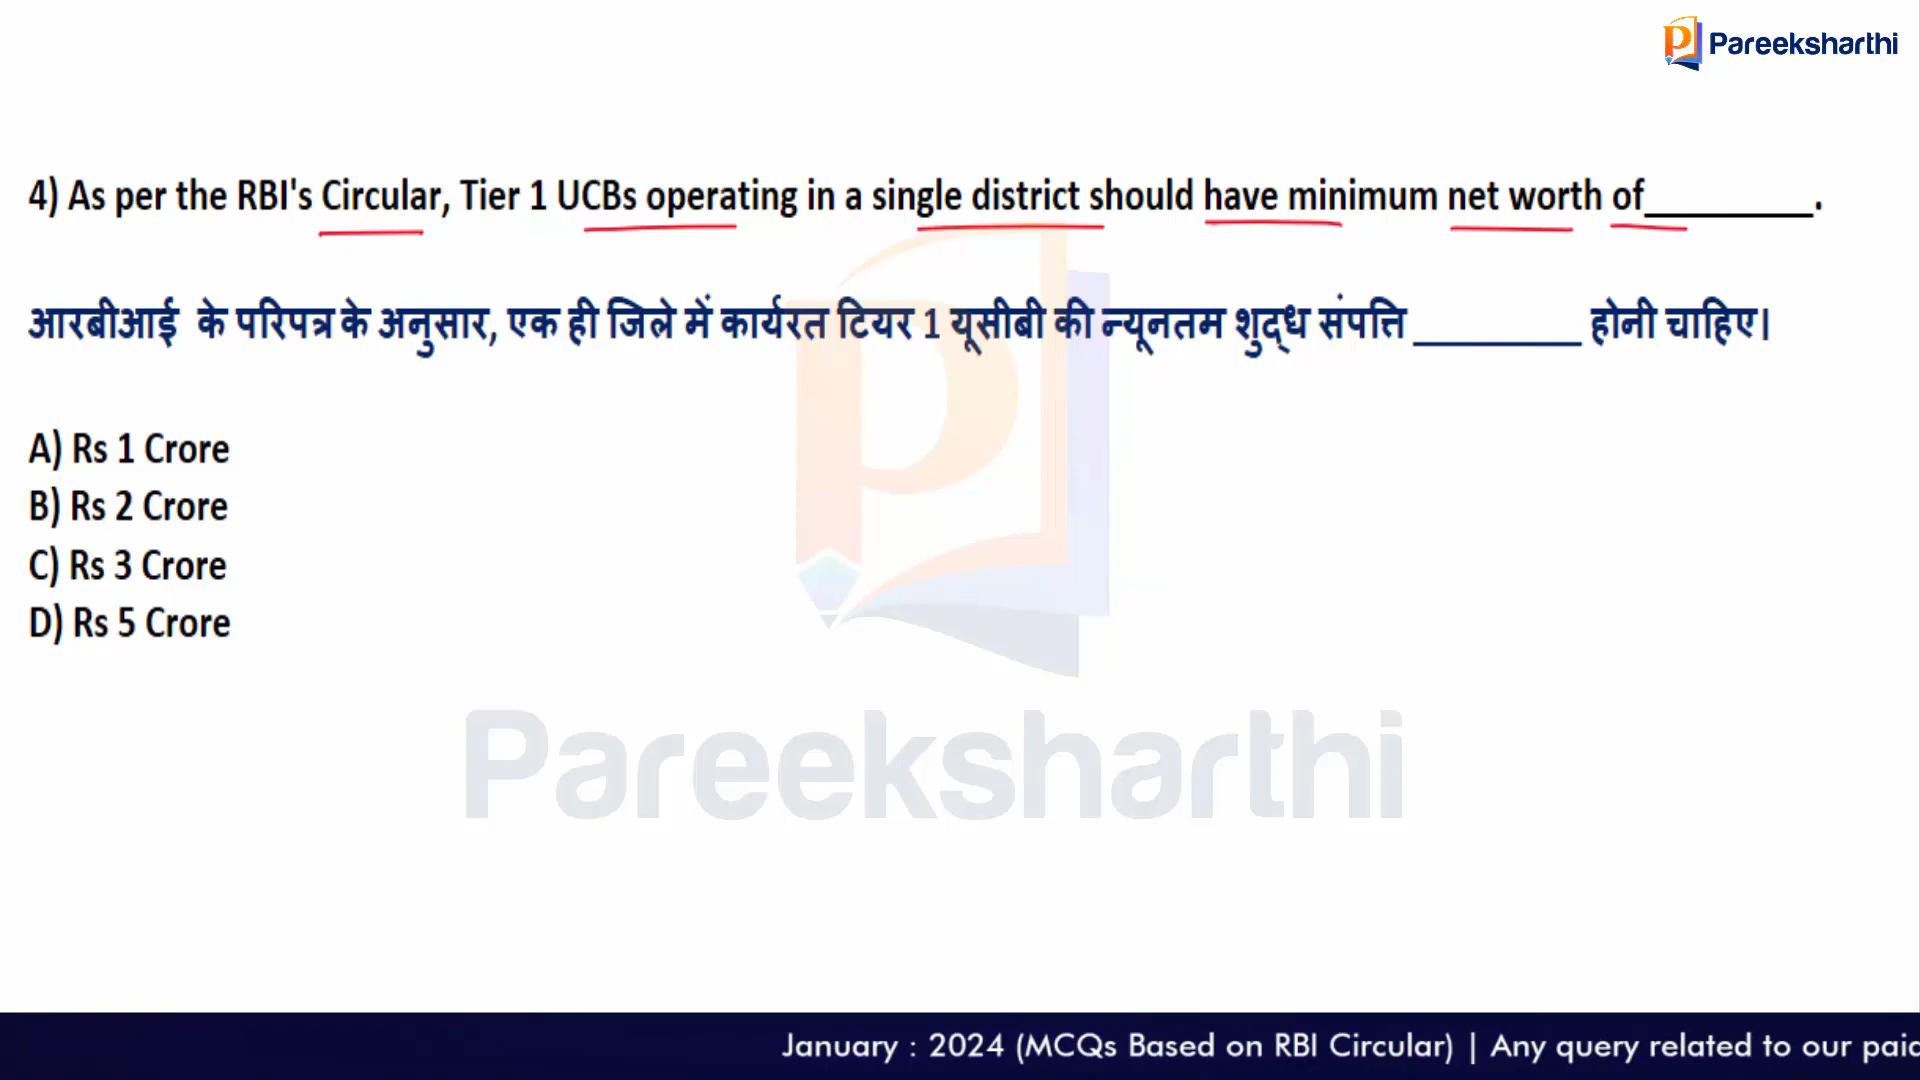 Pareeksharthi
4) As per the RBI's Circular, Tier 1 UCBs operating in a single district should have minimum net worth of________.
आरबीआई के परिपत्र के अनुसार, एक ही जिले में कार्यरत टियर 1 यूसीबी की न्यूनतम शुद्ध संपत्ति ________ होनी चाहिए।
A) Rs 1 Crore
B) Rs 2 Crore
C) Rs 3 Crore
D) Rs 5 Crore
Pareeksharthi
January : 2024 (MCQs Based on RBI Circular) | Any query related to our paid